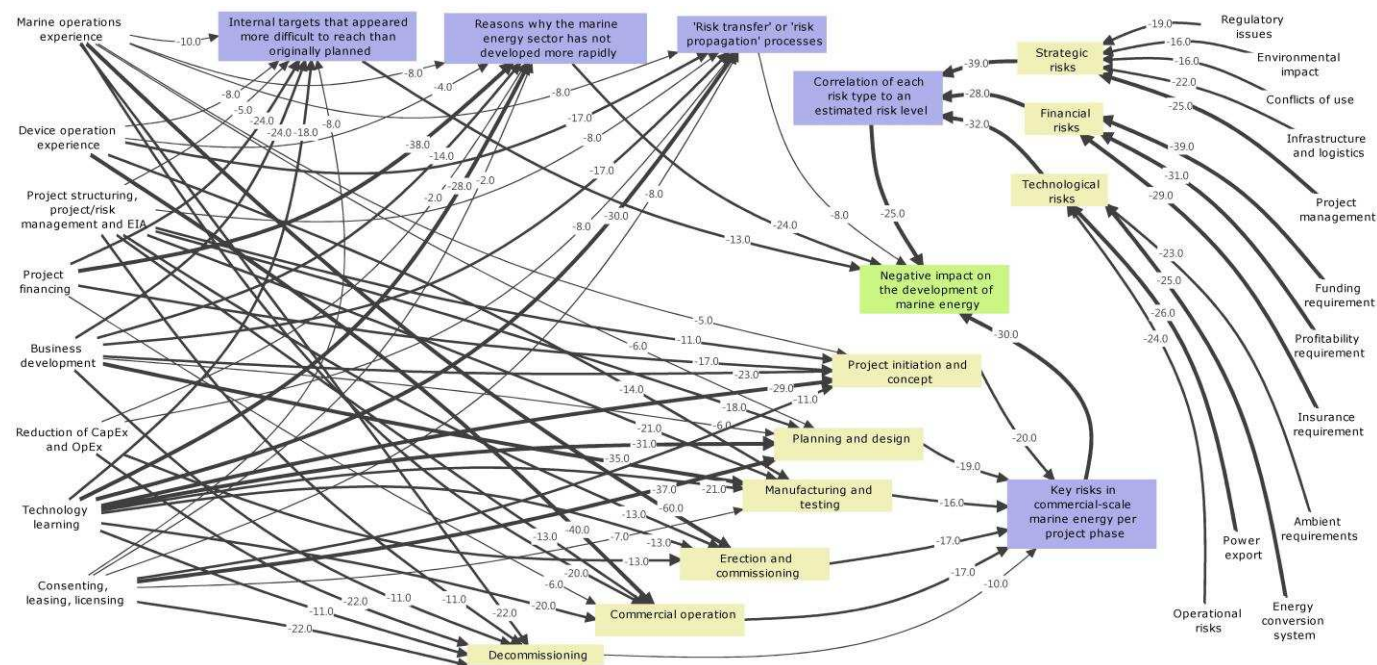 Marine operations
experience
Internal targets that appeared
more difficult to reach than
originally planned
Reasons why the marine
energy sector has not
developed more rapidly
'Risk transfer' or 'risk
propagation' processes
Correlation of each
risk type to an
estimated risk level
Strategic
risks
Financial
risks
Technological
risks
Regulatory
issues
Environmental
impact
Conflicts of use
Infrastructure
and logistics
Project
management
Funding
requirement
Profitability
requirement
Insurance
requirement
Ambient
requirements
Power
export
Energy
conversion
system
Operational
risks
Device operation
experience
Project structuring,
project/risk
management and EIA
Project
financing
Business
development
Reduction of CapEx
and OpEx
Technology
learning
Consenting,
leasing, licensing
Negative impact on
the development of
marine energy
Project initiation and
concept
Planning and design
Manufacturing and
testing
Erection and
commissioning
Commercial operation
Decommissioning
Key risks in
commercial-scale
marine energy per
project phase
-10.0
-8.0
-4.0
-8.0
-5.0
-24.0
-24.0
-18.0
-8.0
-38.0
-14.0
-2.0
-28.0
-2.0
-8.0
-17.0
-8.0
-17.0
-8.0
-30.0
-8.0
-39.0
-28.0
-32.0
-19.0
-16.0
-16.0
-22.0
-25.0
-39.0
-31.0
-29.0
-23.0
-25.0
-26.0
-24.0
-25.0
-8.0
-24.0
-13.0
-30.0
-5.0
-11.0
-17.0
-23.0
-29.0
-11.0
-6.0
-18.0
-6.0
-31.0
-37.0
-14.0
-21.0
-35.0
-21.0
-7.0
-60.0
-13.0
-13.0
-13.0
-40.0
-13.0
-20.0
-6.0
-20.0
-22.0
-11.0
-11.0
-22.0
-11.0
-22.0
-20.0
-19.0
-16.0
-17.0
-17.0
-10.0